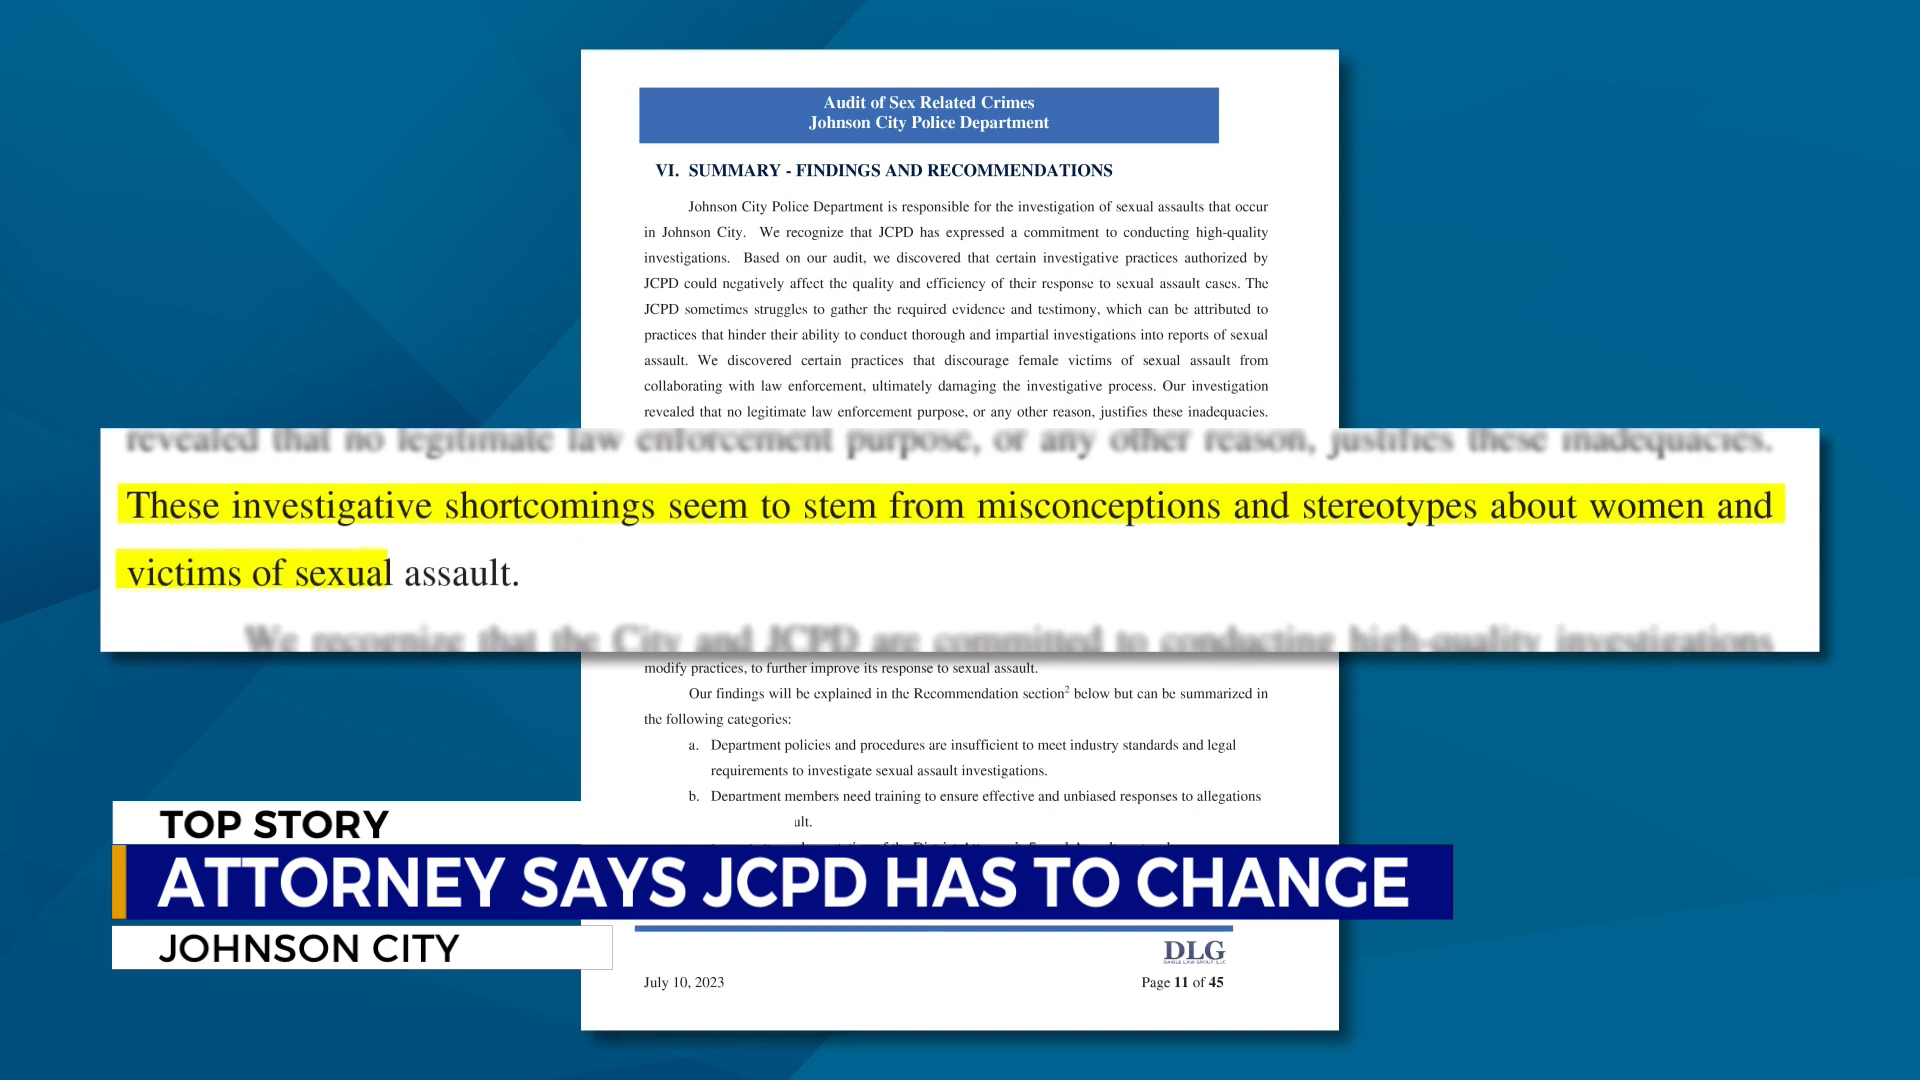 Audit of Sex Related Crimes
Johnson City Police Department
VI. SUMMARY - FINDINGS AND RECOMMENDATIONS
Johnson City Police Department is responsible for the investigation of sexual assaults that occur
in Johnson City. We recognize that JCPD has expressed a commitment to conducting high-quality
investigations. Based on our audit, we discovered that certain investigative practices authorized by
JCPD could negatively affect the quality and efficiency of their response to sexual assault cases. The
JCPD sometimes struggles to gather the required evidence and testimony, which can be attributed to
practices that hinder their ability to conduct thorough and impartial investigations into reports of sexual
assault. We discovered certain practices that discourage female victims of sexual assault from
collaborating with law enforcement, ultimately damaging the investigative process. Our investigation
revealed that no legitimate law enforcement purpose, or any other reason, justifies these inadequacies.
revealed that no legitimate law enforcement purpose, or any other reason, justifies these inadequacies.
These investigative shortcomings seem to stem from misconceptions and stereotypes about women and
victims of sexual assault.
We recognize that the City and JCPD are committed to conducting high-quality investigations
modify practices, to further improve its response to sexual assault.
Our findings will be explained in the Recommendation section2 below but can be summarized in
the following categories:
a. Department policies and procedures are insufficient to meet industry standards and legal
requirements to investigate sexual assault investigations.
b. Department members need training to ensure effective and unbiased responses to allegations
ult.
TOP STORY
ATTORNEY SAYS JCPD HAS TO CHANGE
JOHNSON CITY
DLG
DAIGLE LAW GROUP, LLC
July 10, 2023
Page 11 of 45